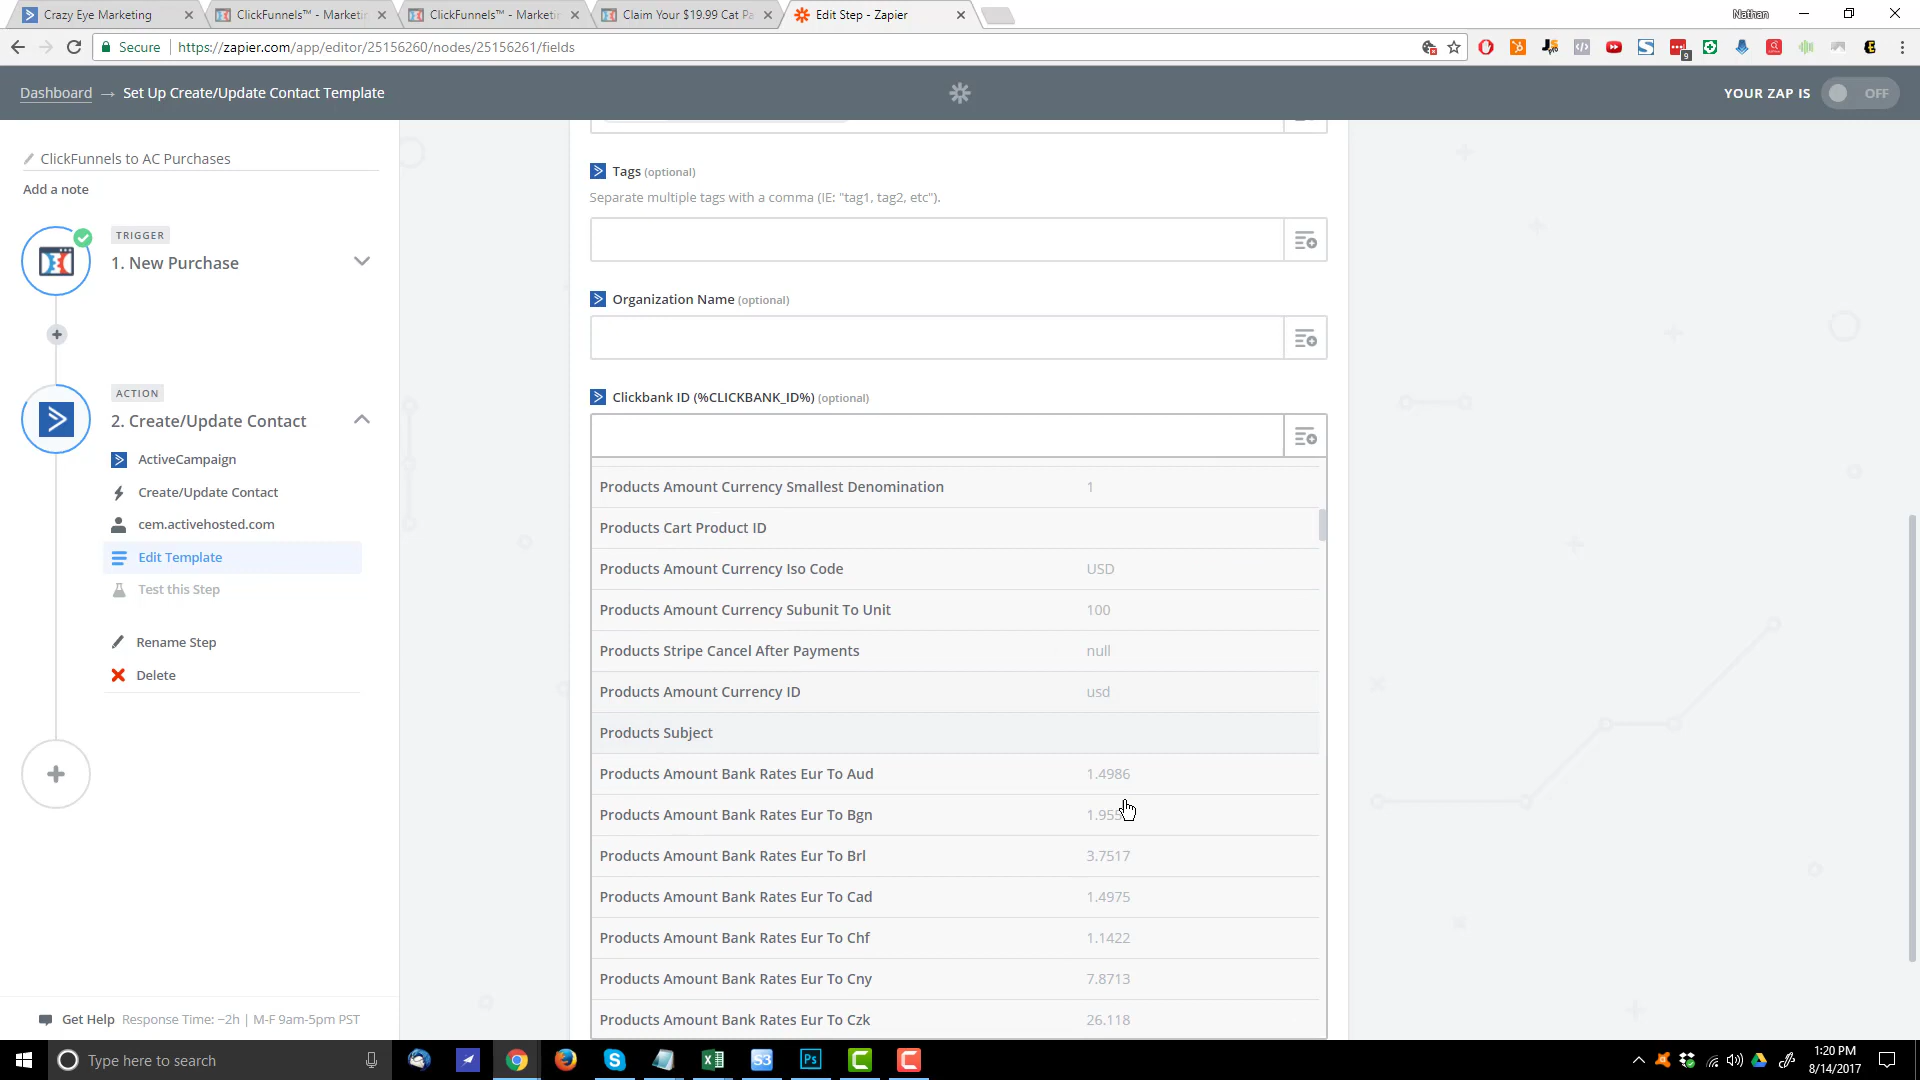 Crazy Eye Marketing
ClickFunnels™ - Marketin
ClickFunnels™ - Marketin
Claim Your $19.99 Cat Pa
Edit Step - Zapier
Nathan
Secure
https://zapier.com/app/editor/25156260/nodes/25156261/fields
9
Dashboard → Set Up Create/Update Contact Template
YOUR ZAP IS OFF
ClickFunnels to AC Purchases
Add a note
TRIGGER
1. New Purchase
ACTION
2. Create/Update Contact
ActiveCampaign
Create/Update Contact
cem.activehosted.com
Edit Template
Test this Step
Rename Step
Delete
Get Help Response Time: ~2h | M-F 9am-5pm PST
Tags (optional)
Separate multiple tags with a comma (IE: "tag1, tag2, etc").
Organization Name (optional)
Clickbank ID (%CLICKBANK_ID%) (optional)
Products Amount Currency Smallest Denomination 1
Products Cart Product ID
Products Amount Currency Iso Code USD
Products Amount Currency Subunit To Unit 100
Products Stripe Cancel After Payments null
Products Amount Currency ID usd
Products Subject
Products Amount Bank Rates Eur To Aud 1.4986
Products Amount Bank Rates Eur To Bgn
Products Amount Bank Rates Eur To Brl 3.7517
Products Amount Bank Rates Eur To Cad 1.4975
Products Amount Bank Rates Eur To Chf 1.1422
Products Amount Bank Rates Eur To Cny 7.8713
Products Amount Bank Rates Eur To Czk 26.118
Type here to search
S3
Ps
1:20 PM
8/14/2017